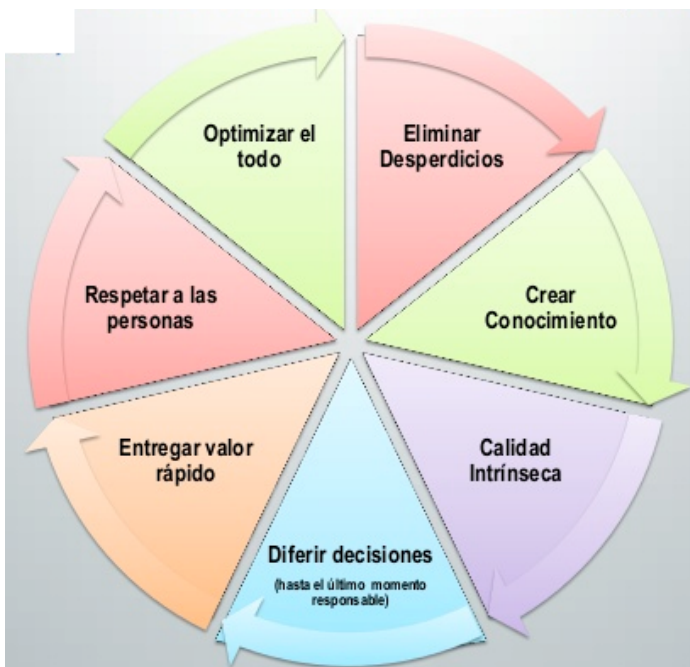 Optimizar el
todo
Eliminar
Desperdicios
Crear
Conocimiento
Calidad
Intrínseca
Diferir decisiones
(hasta el último momento
responsable)
Entregar valor
rápido
Respetar a las
personas